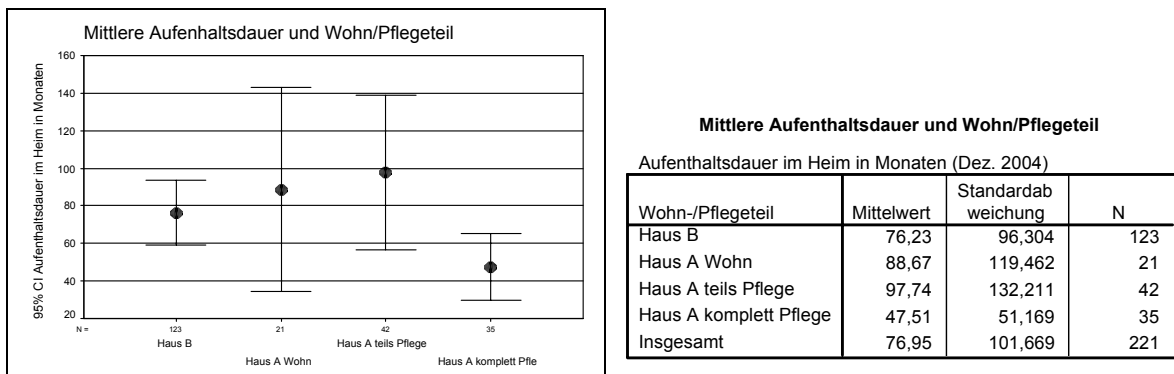 Mittlere Aufenhaltsdauer und Wohn/Pflegeteil
95% CI Aufenthaltsdauer im Heim in Monaten
160
140
120
100
80
60
40
20
N = 123 21 42 35
Haus B Haus A teils Pflege
Haus A Wohn Haus A komplett Pfle
Mittlere Aufenthaltsdauer und Wohn/Pflegeteil
Aufenthaltsdauer im Heim in Monaten (Dez. 2004)
Standardab
Wohn-/Pflegeteil Mittelwert weichung N
Haus B 76,23 96,304 123
Haus A Wohn 88,67 119,462 21
Haus A teils Pflege 97,74 132,211 42
Haus A komplett Pflege 47,51 51,169 35
Insgesamt 76,95 101,669 221